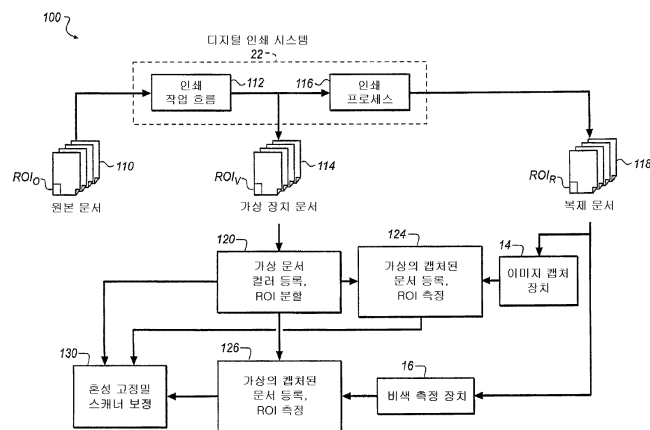 100
디지털 인쇄 시스템
22
인쇄
작업 흐름
112
116
인쇄
프로세스
110
ROIO
원본 문서
114
ROIV
가상 장치 문서
118
ROIR
복제 문서
120
가상 문서
컬러 등록,
ROI 분할
124
가상의 캡처된
문서 등록,
ROI 측정
14
이미지 캡처
장치
130
혼성 고정밀
스캐너 보정
126
가상의 캡처된
문서 등록,
ROI 측정
16
비색 측정 장치